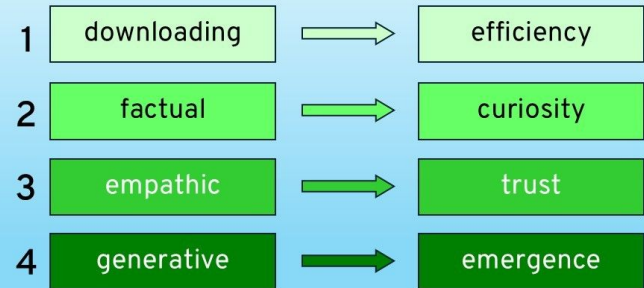 1 downloading efficiency
2 factual curiosity
3 empathic trust
4 generative emergence